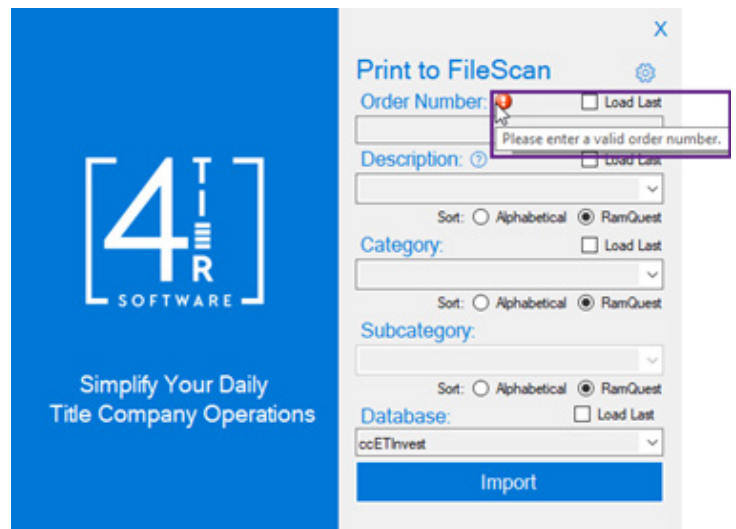 X
Print to FileScan
Order Number: Load Last
Please enter a valid order number.
Description: Load Last
Sort: Alphabetical RamQuest
Category: Load Last
Sort: Alphabetical RamQuest
Subcategory:
Sort: Alphabetical RamQuest
Database: Load Last
ccETInvest
Import
4TIER
SOFTWARE
Simplify Your Daily
Title Company Operations